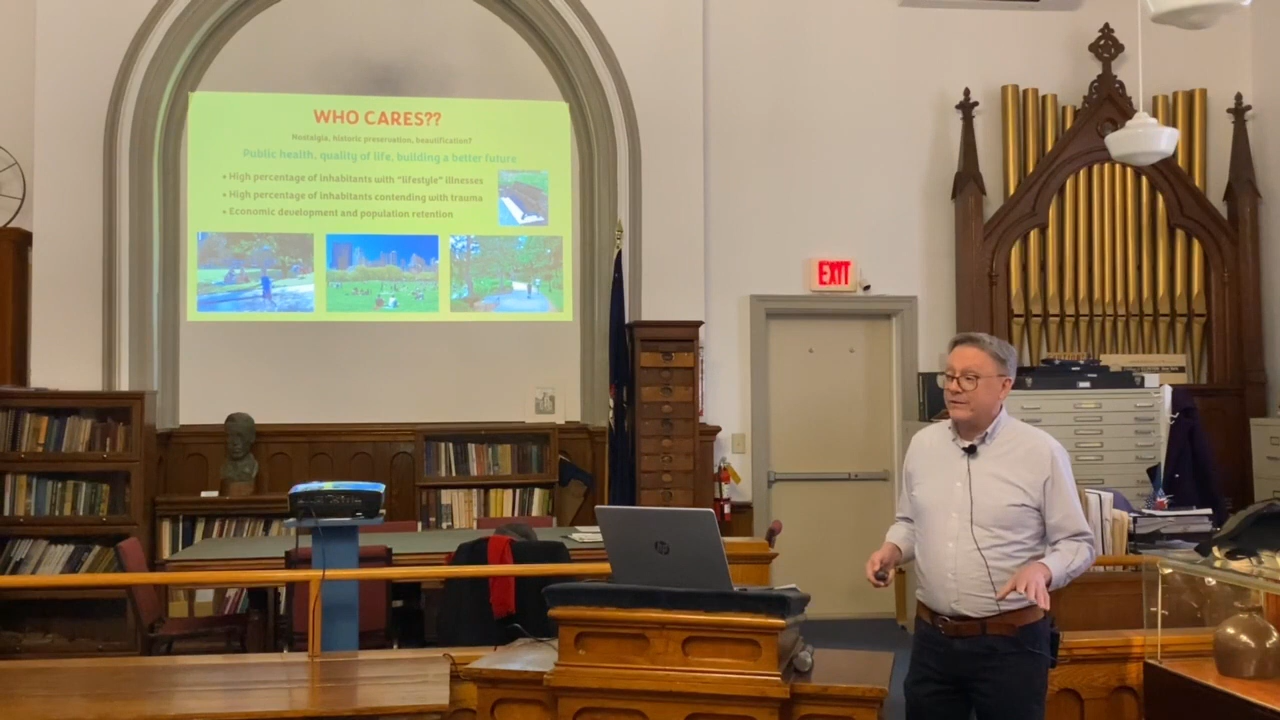 WHO CARES??
Nostalgia, historic preservation, beautification?
Public health, quality of life, building a better future
• High percentage of inhabitants with "lifestyle" illnesses
• High percentage of inhabitants contending with trauma
• Economic development and population retention
EXIT
hp